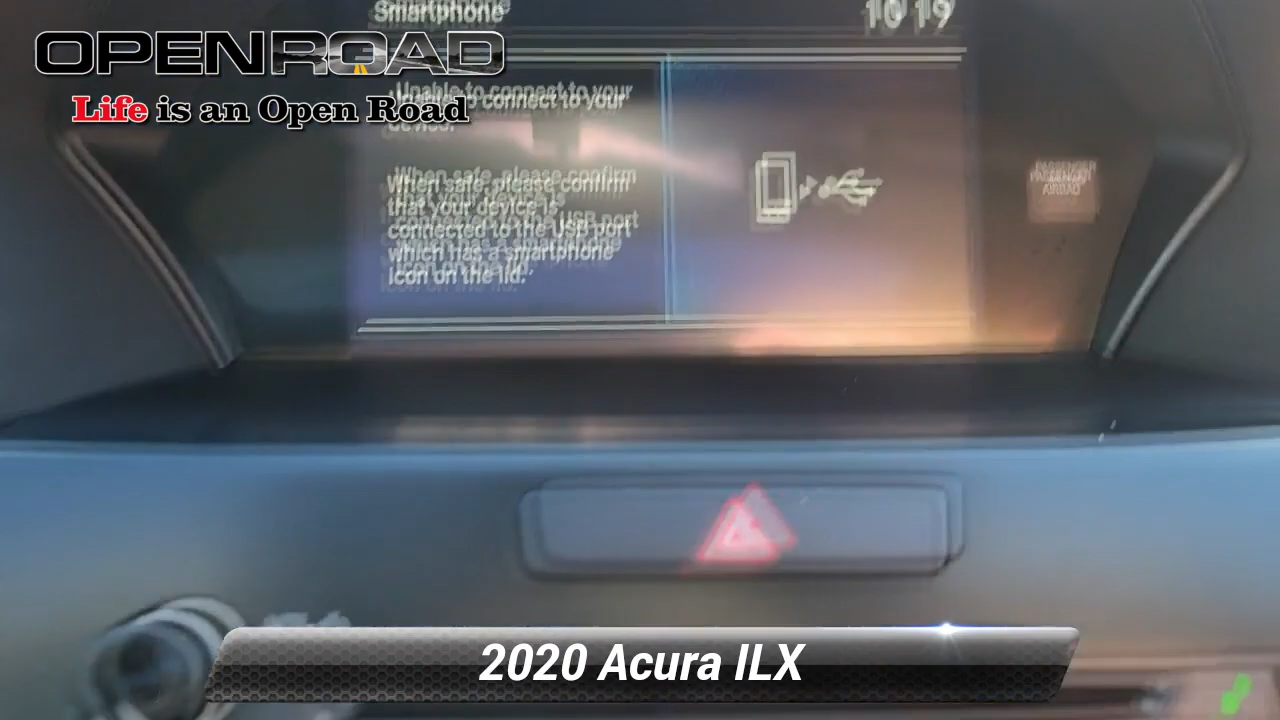 Smartphone
10 19
OPENROAD
Life is an Open Road
Unable to connect to your
device.
When safe, please confirm
that your device is
connected to the USB port
which has a smartphone
icon on the lid.
PASSENGER
AIRBAG
2020 Acura ILX